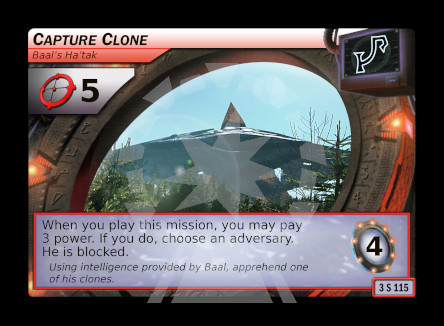 CAPTURE CLONE
Baal's Ha'tak
5
When you play this mission, you may pay
3 power. If you do, choose an adversary.
He is blocked.
Using intelligence provided by Baal, apprehend one
of his clones.
4
3 S 115